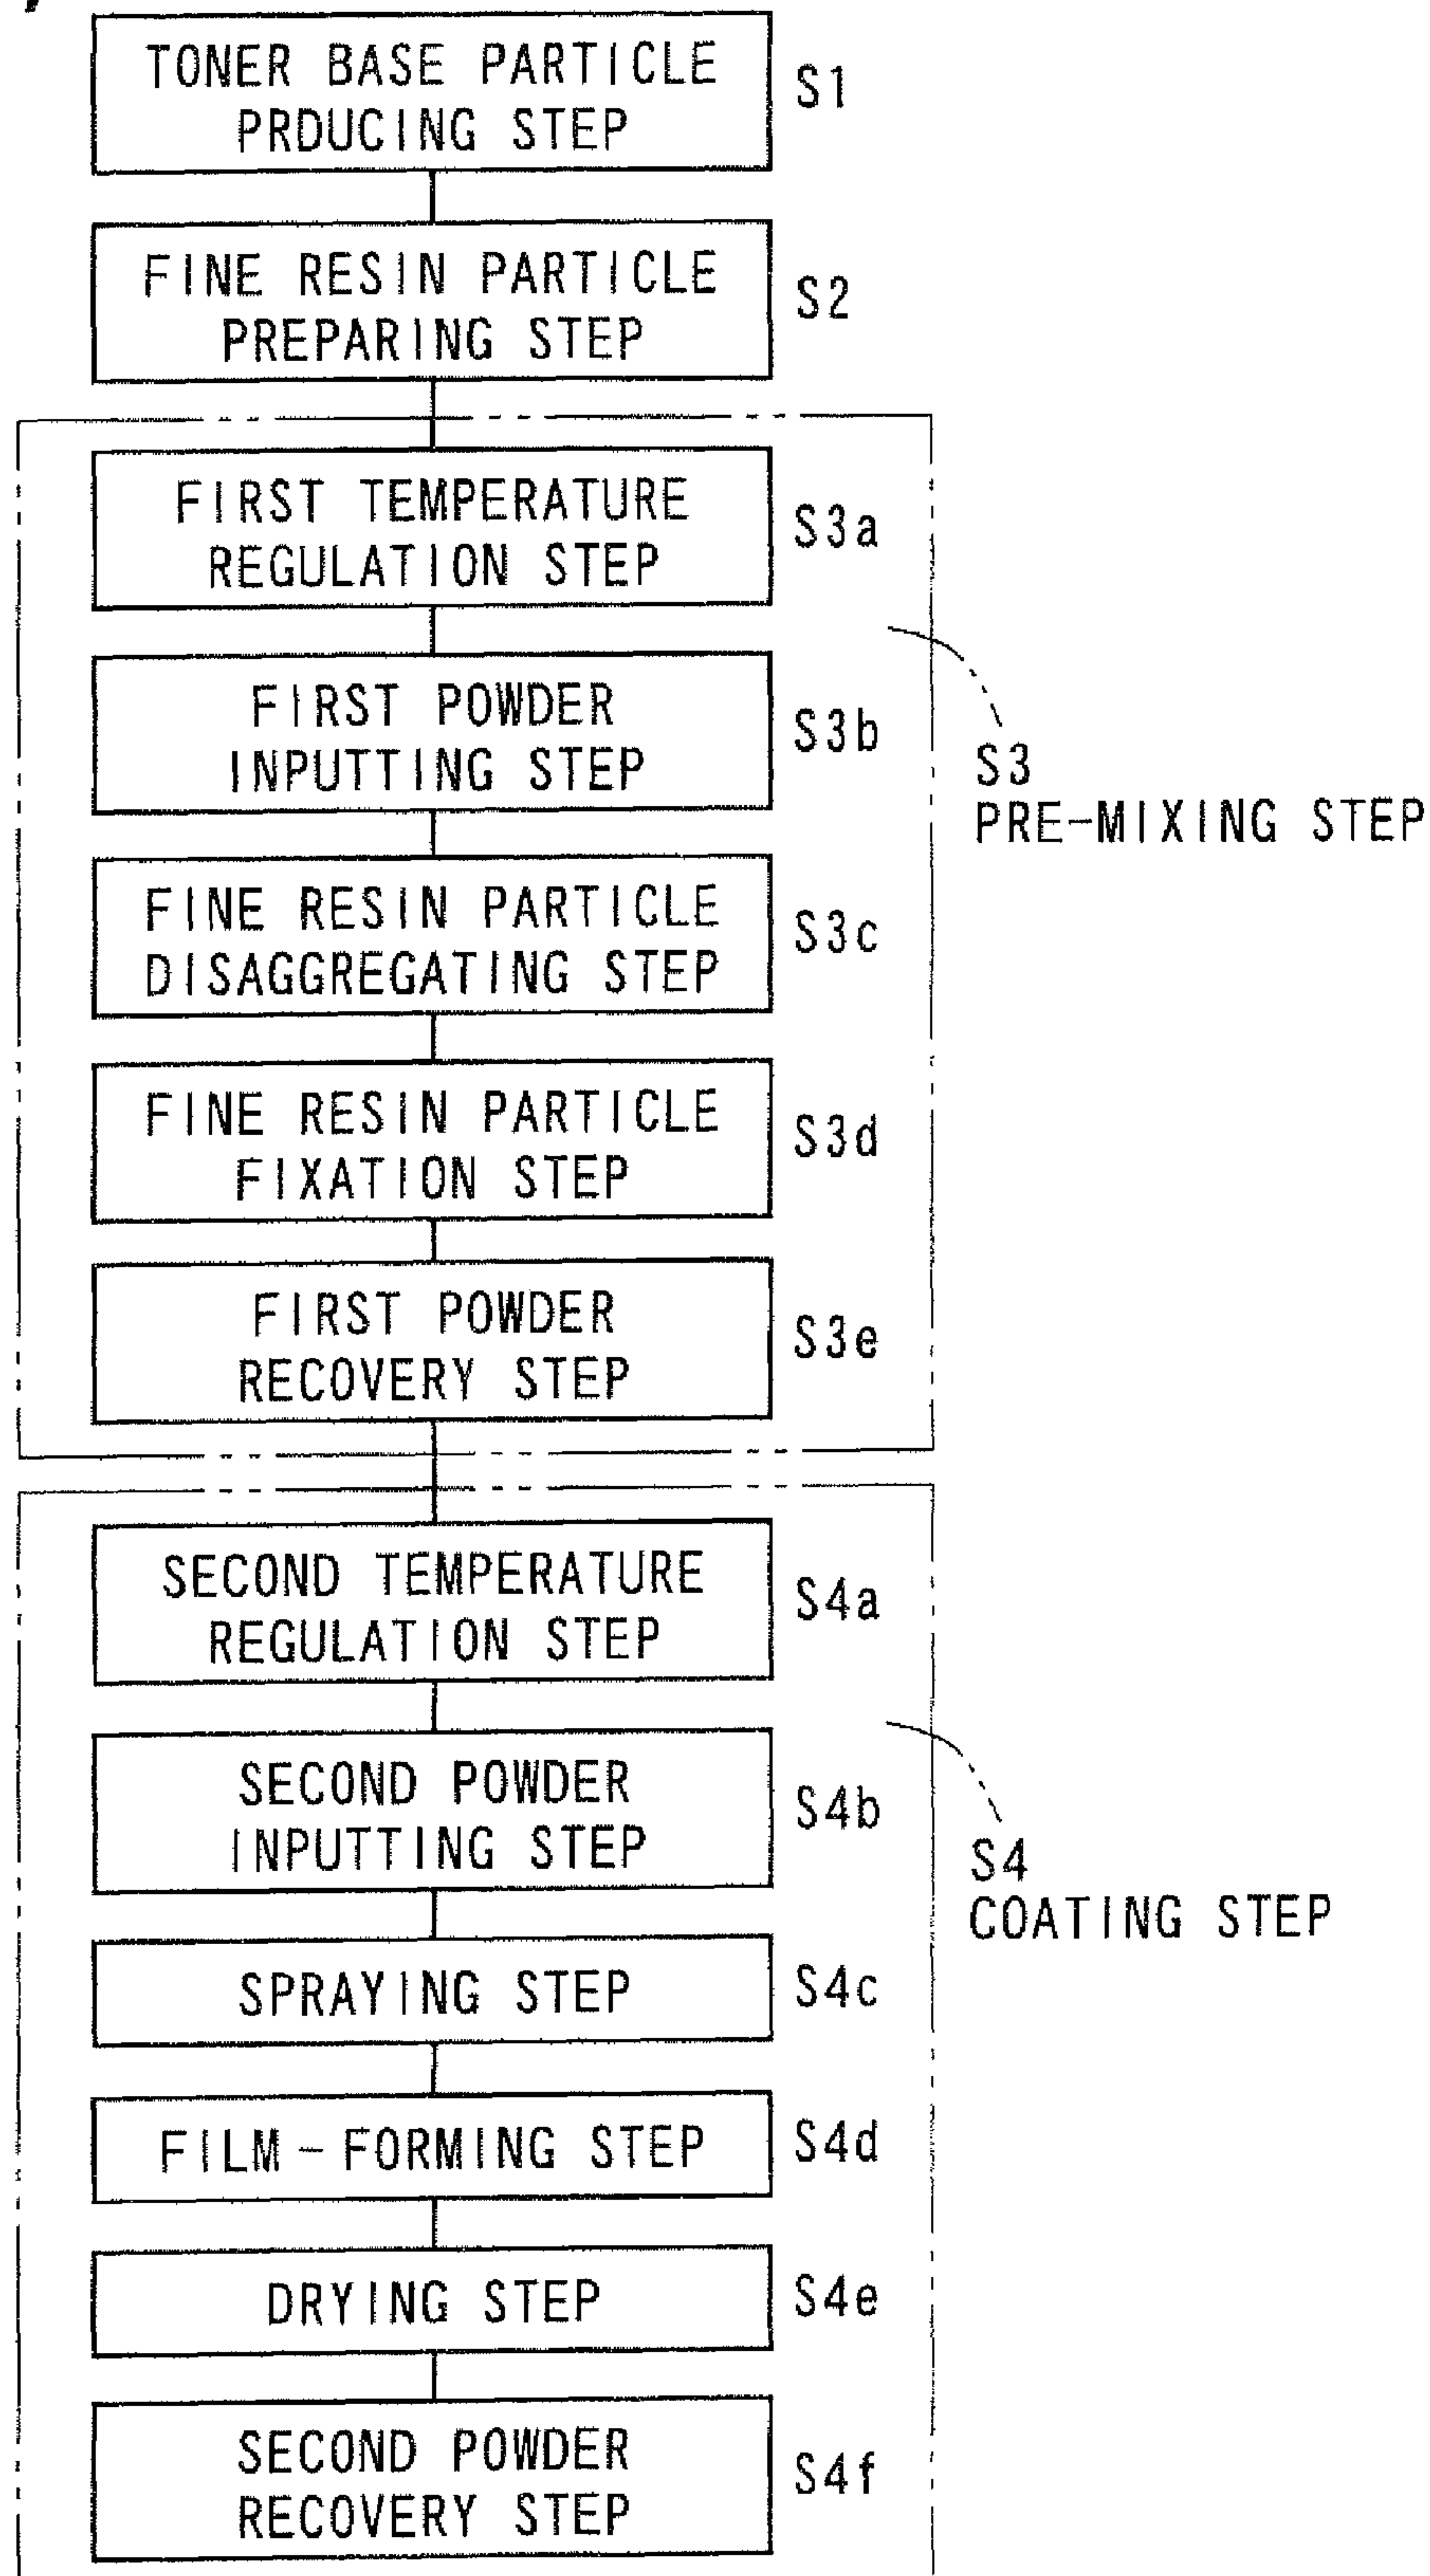 TONER BASE PARTICLE
PRDUCING STEP
S1
FINE RESIN PARTICLE
PREPARING STEP
S2
FIRST TEMPERATURE
REGULATION STEP
S3a
FIRST POWDER
INPUTTING STEP
S3b
S3
PRE-MIXING STEP
FINE RESIN PARTICLE
DISAGGREGATING STEP
S3c
FINE RESIN PARTICLE
FIXATION STEP
S3d
FIRST POWDER
RECOVERY STEP
S3e
SECOND TEMPERATURE
REGULATION STEP
S4a
SECOND POWDER
INPUTTING STEP
S4b
S4
COATING STEP
SPRAYING STEP
S4c
FILM-FORMING STEP
S4d
DRYING STEP
S4e
SECOND POWDER
RECOVERY STEP
S4f